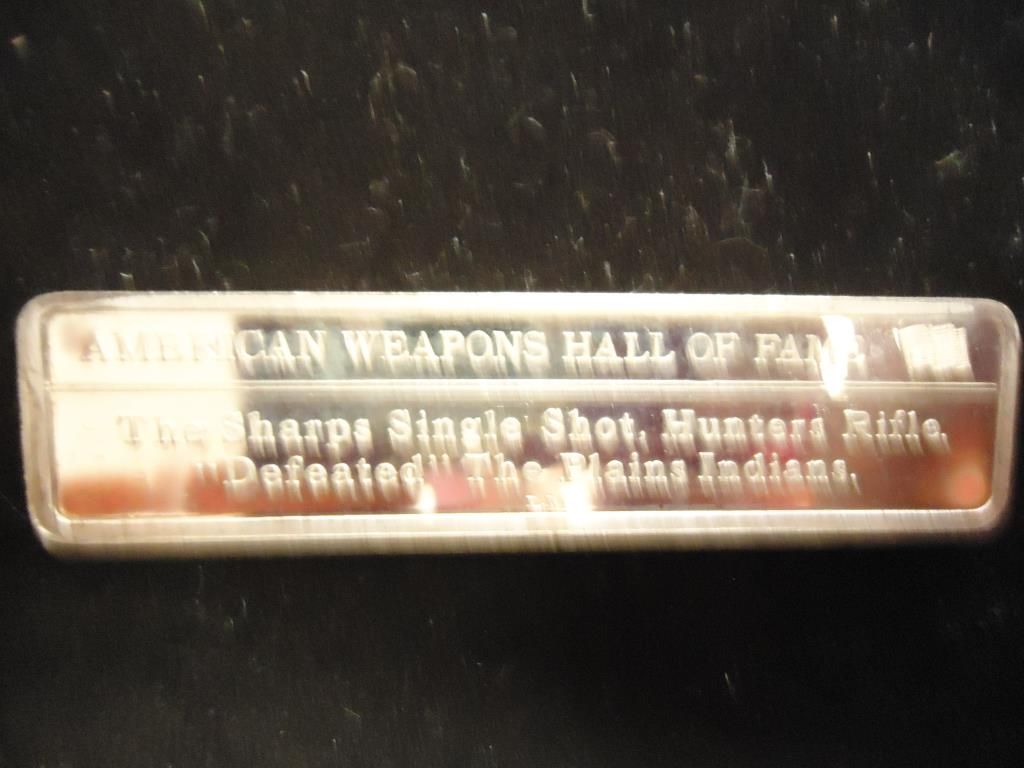 AMERICAN WEAPONS HALL OF FAME
The Sharps Single Shot, Hunters Rifle,
"Defeated" The Plains Indians.